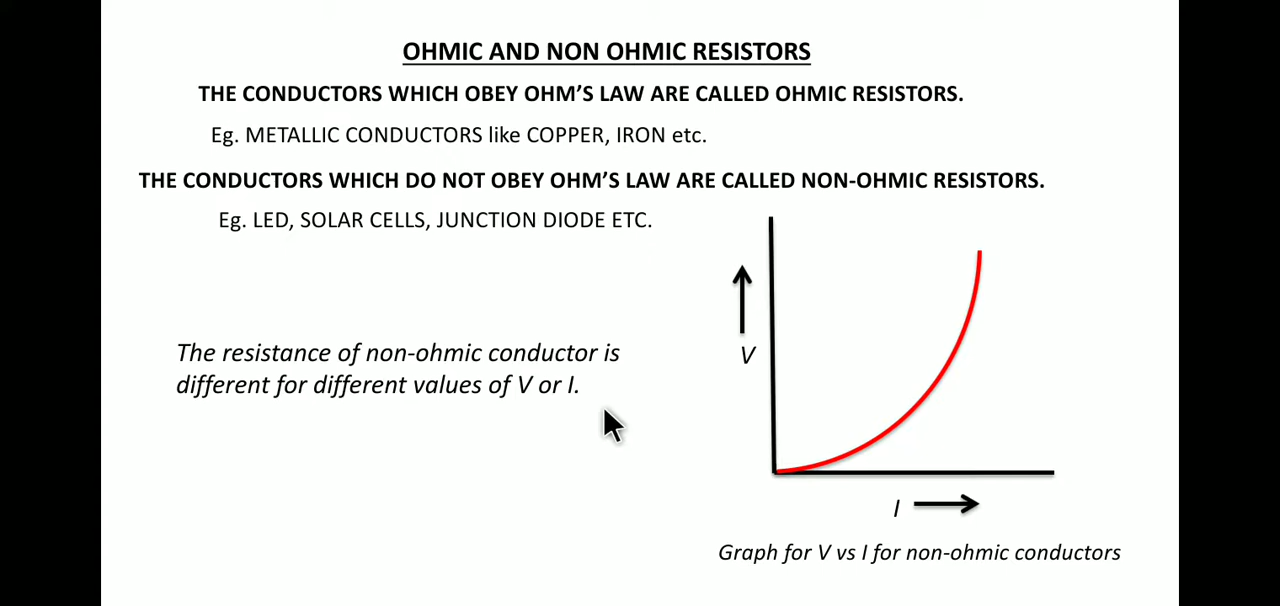 OHMIC AND NON OHMIC RESISTORS
THE CONDUCTORS WHICH OBEY OHM’S LAW ARE CALLED OHMIC RESISTORS.
Eg. METALLIC CONDUCTORS like COPPER, IRON etc.
THE CONDUCTORS WHICH DO NOT OBEY OHM’S LAW ARE CALLED NON-OHMIC RESISTORS.
Eg. LED, SOLAR CELLS, JUNCTION DIODE ETC.
The resistance of non-ohmic conductor is
different for different values of V or I.
V
I
Graph for V vs I for non-ohmic conductors